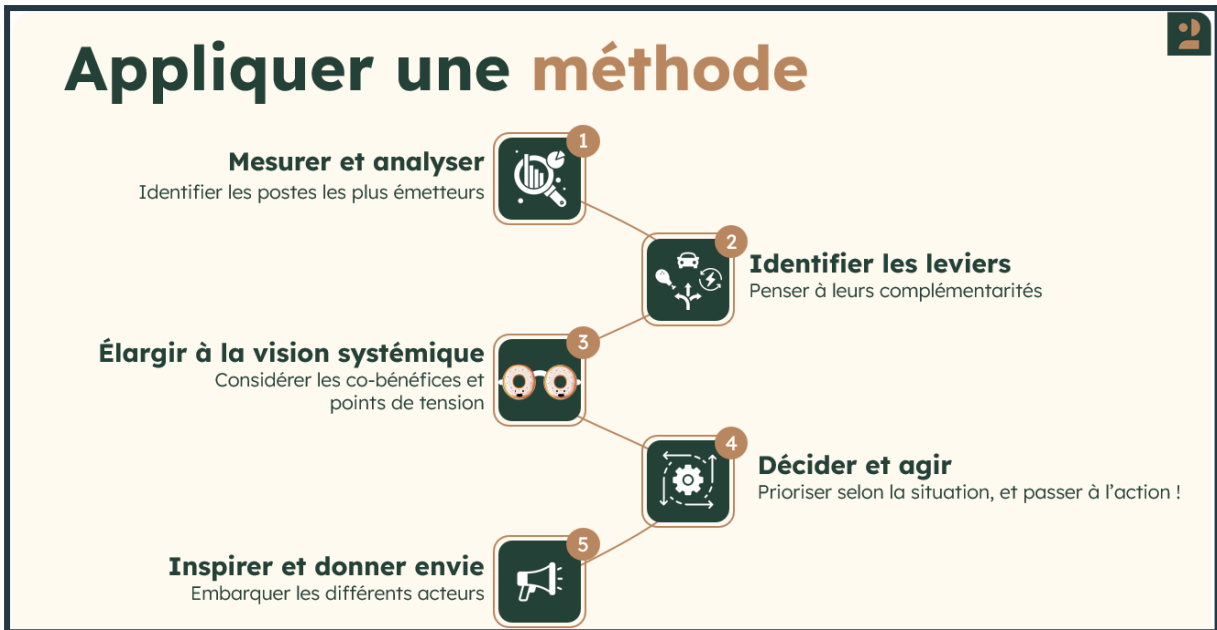 Appliquer une méthode
1
Mesurer et analyser
Identifier les postes les plus émetteurs
2
Identifier les leviers
Penser à leurs complémentarités
3
Élargir à la vision systémique
Considérer les co-bénéfices et
points de tension
4
Décider et agir
Prioriser selon la situation, et passer à l'action !
5
Inspirer et donner envie
Embarquer les différents acteurs